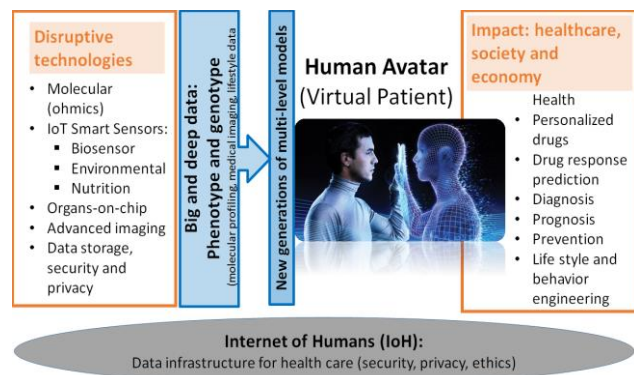 Disruptive
technologies
• Molecular
(ohmics)
• IoT Smart Sensors:
▪ Biosensor
▪ Environmental
▪ Nutrition
• Organs-on-chip
• Advanced imaging
• Data storage,
security and
privacy
Big and deep data:
Phenotype and genotype
(molecular profiling, medical imaging, lifestyle data
New generations of multi-level models
Human Avatar
(Virtual Patient)
Impact: healthcare,
society and
economy
Health
• Personalized
drugs
• Drug response
prediction
• Diagnosis
• Prognosis
• Prevention
• Life style and
behavior
engineering
Internet of Humans (IoH):
Data infrastructure for health care (security, privacy, ethics)